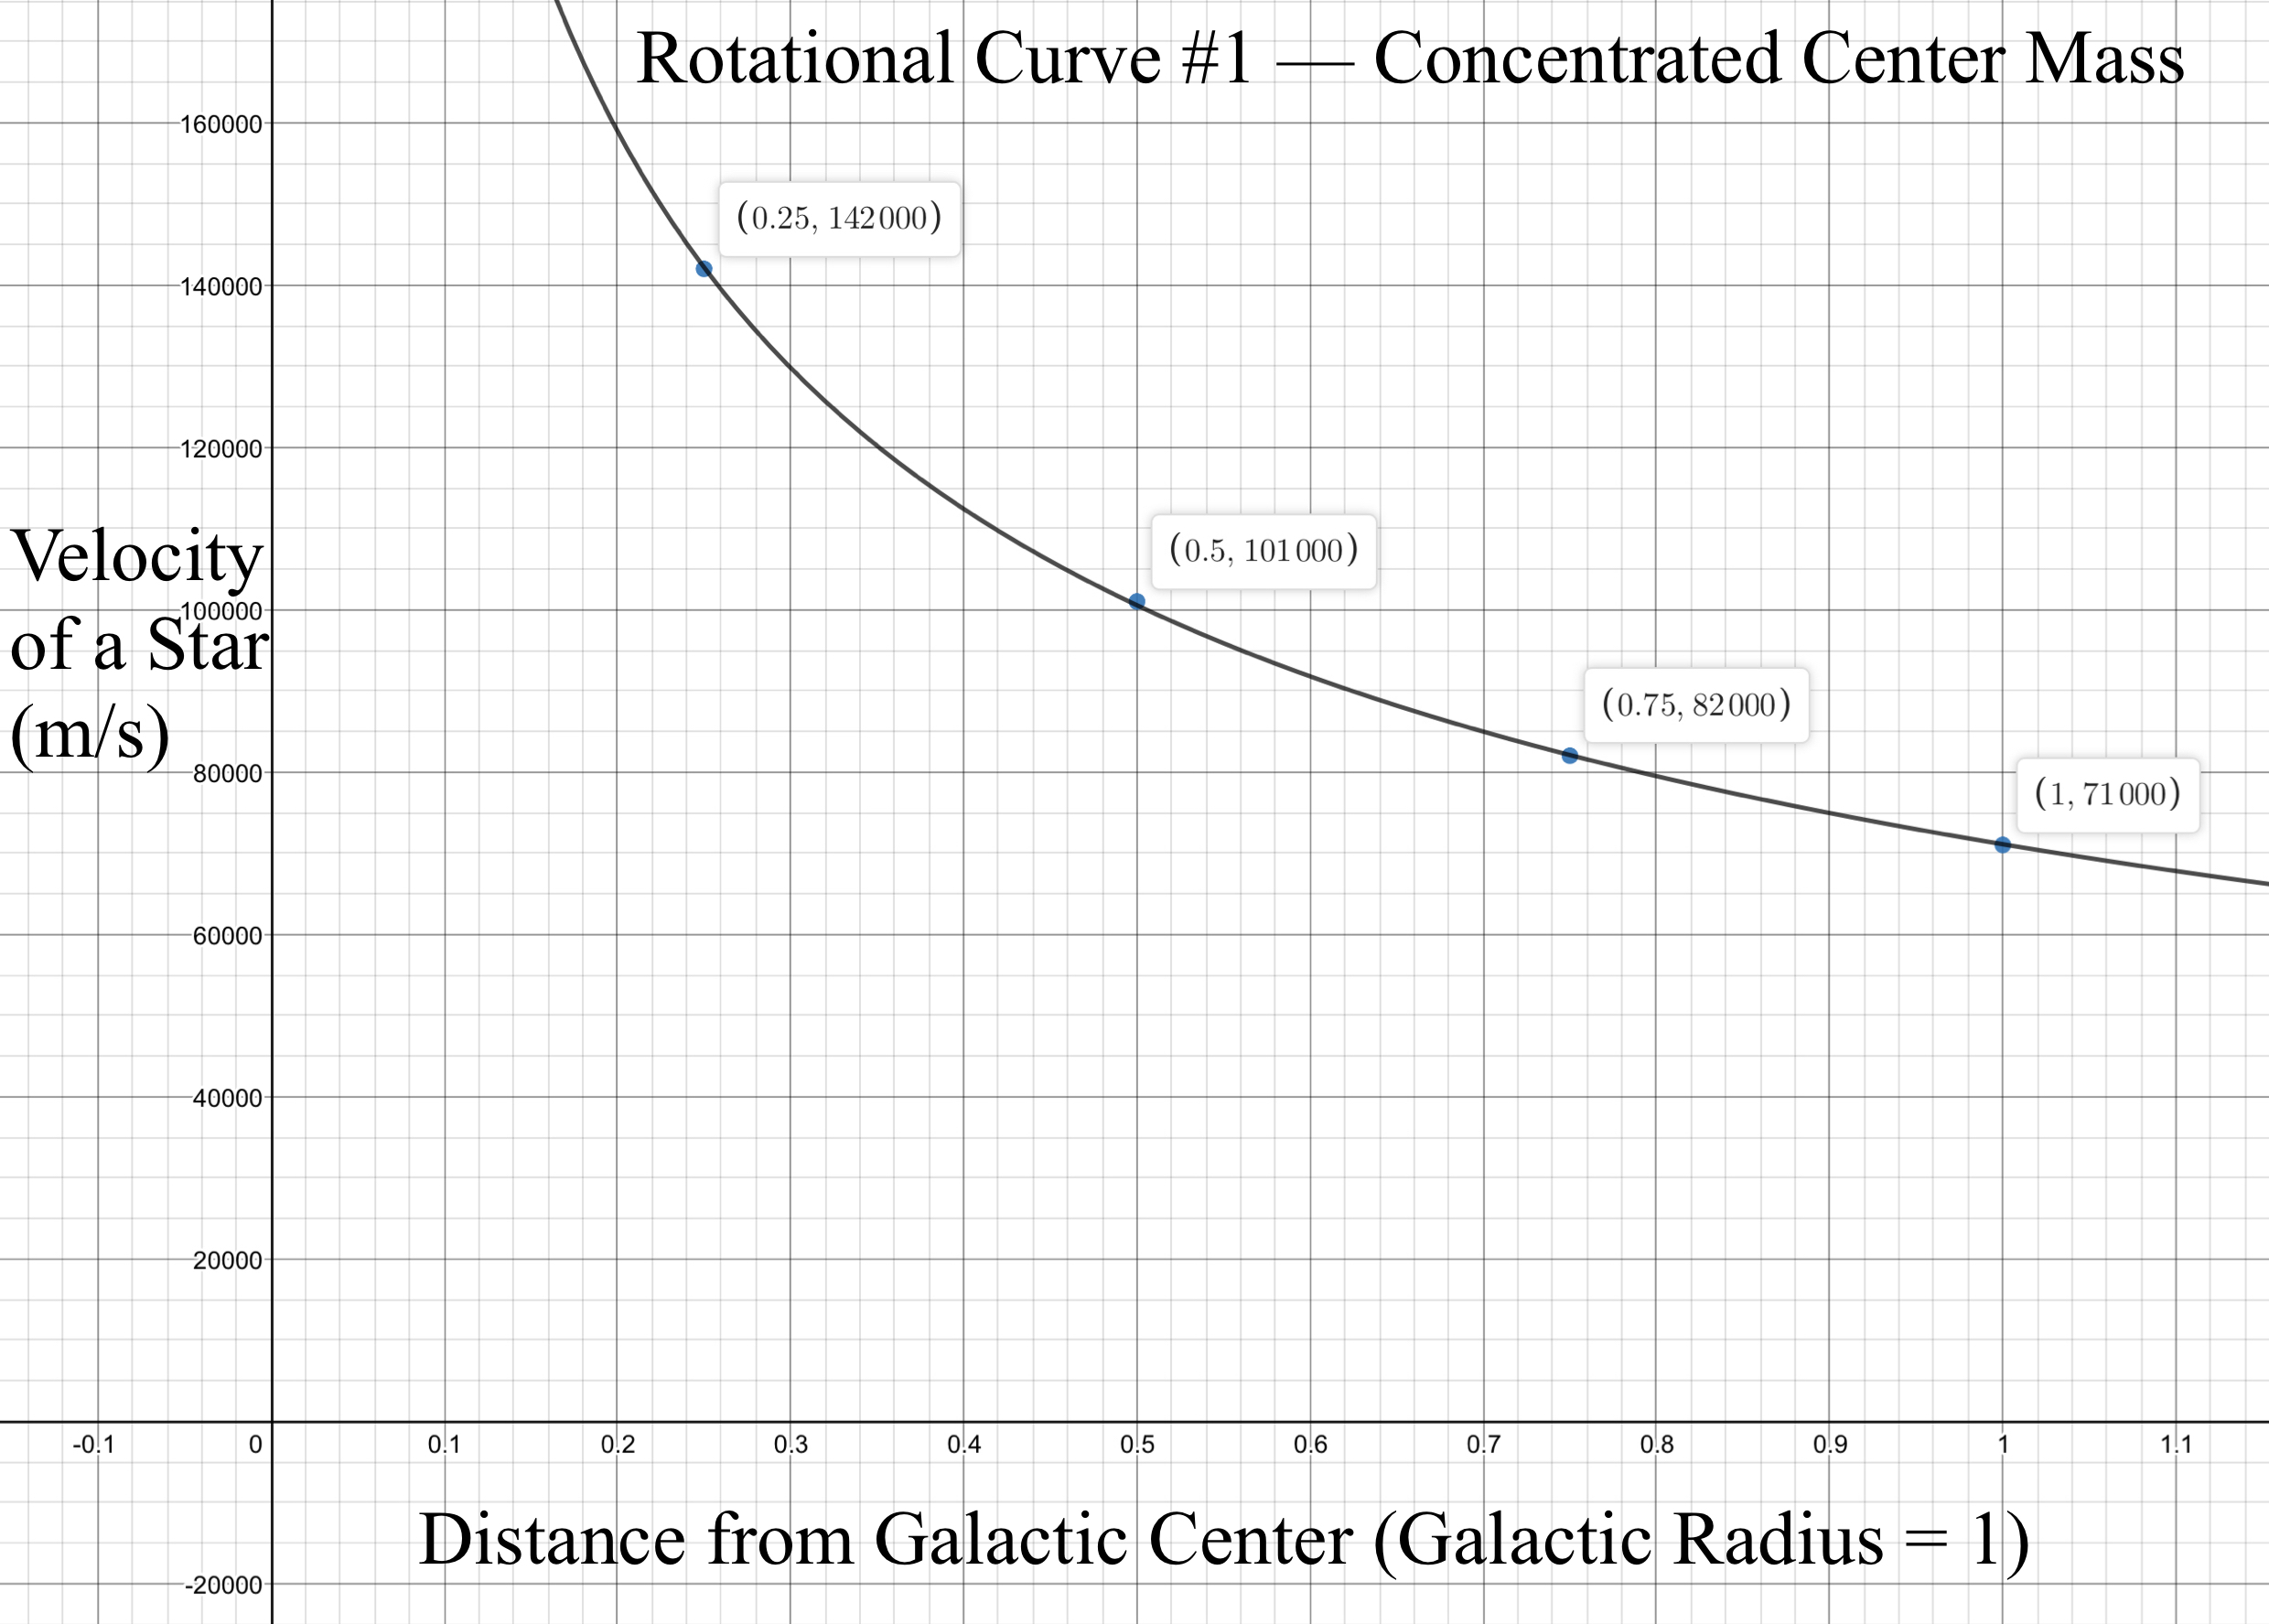 Rotational Curve #1 — Concentrated Center Mass
160000
(0.25, 142000)
140000
120000
Velocity
(0.5, 101000)
100000
of a Star
(0.75, 82000)
(m/s)
80000
(1, 71000)
60000
40000
20000
-0.1 0 0.1 0.2 0.3 0.4 0.5 0.6 0.7 0.8 0.9 1 1.1
Distance from Galactic Center (Galactic Radius = 1)
-20000